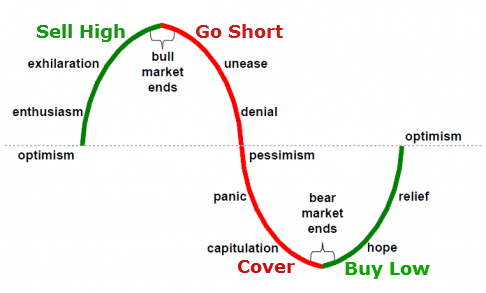 Sell High
Go Short
exhilaration
bull
market
ends
unease
enthusiasm
denial
optimism
pessimism
optimism
panic
bear
market
ends
relief
capitulation
hope
Cover
Buy Low